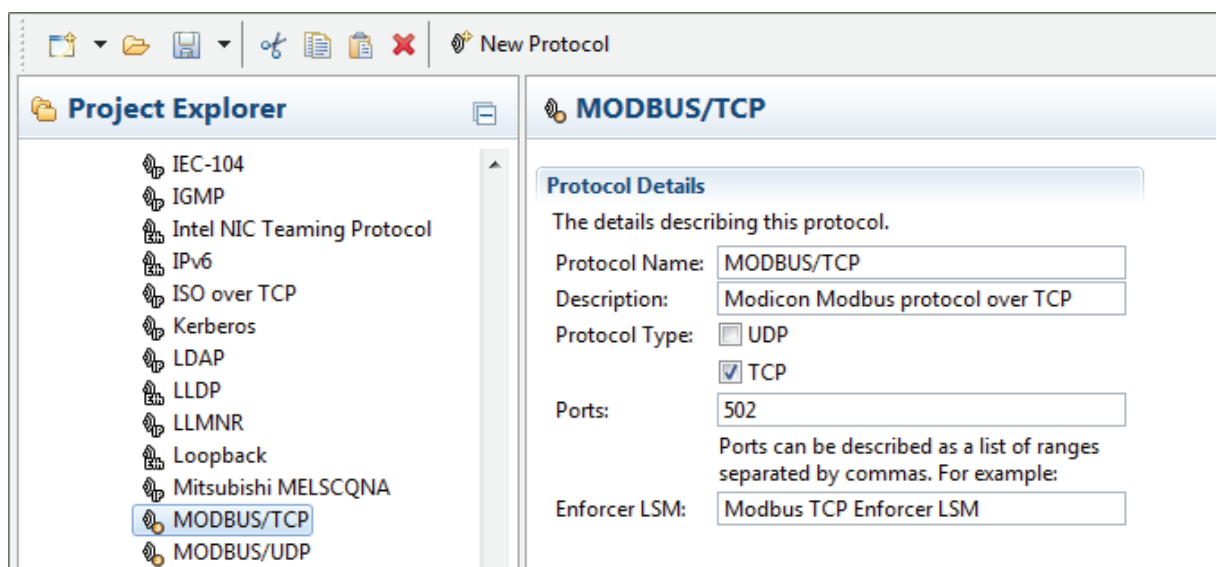 New Protocol
Project Explorer
IEC-104
IGMP
Intel NIC Teaming Protocol
IPv6
ISO over TCP
Kerberos
LDAP
LLDP
LLMNR
Loopback
Mitsubishi MELSCQNA
MODBUS/TCP
MODBUS/UDP
MODBUS/TCP
Protocol Details
The details describing this protocol.
Protocol Name: MODBUS/TCP
Description: Modicon Modbus protocol over TCP
Protocol Type: UDP
TCP
Ports: 502
Ports can be described as a list of ranges
separated by commas. For example:
Enforcer LSM: Modbus TCP Enforcer LSM